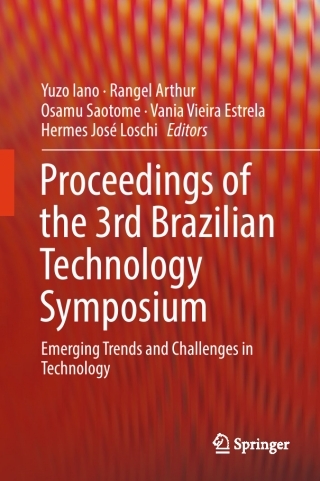 Yuzo Iano · Rangel Arthur
Osamu Saotome · Vania Vieira Estrela
Hermes José Loschi Editors
Proceedings of
the 3rd Brazilian
Technology
Symposium
Emerging Trends and Challenges in
Technology
Springer